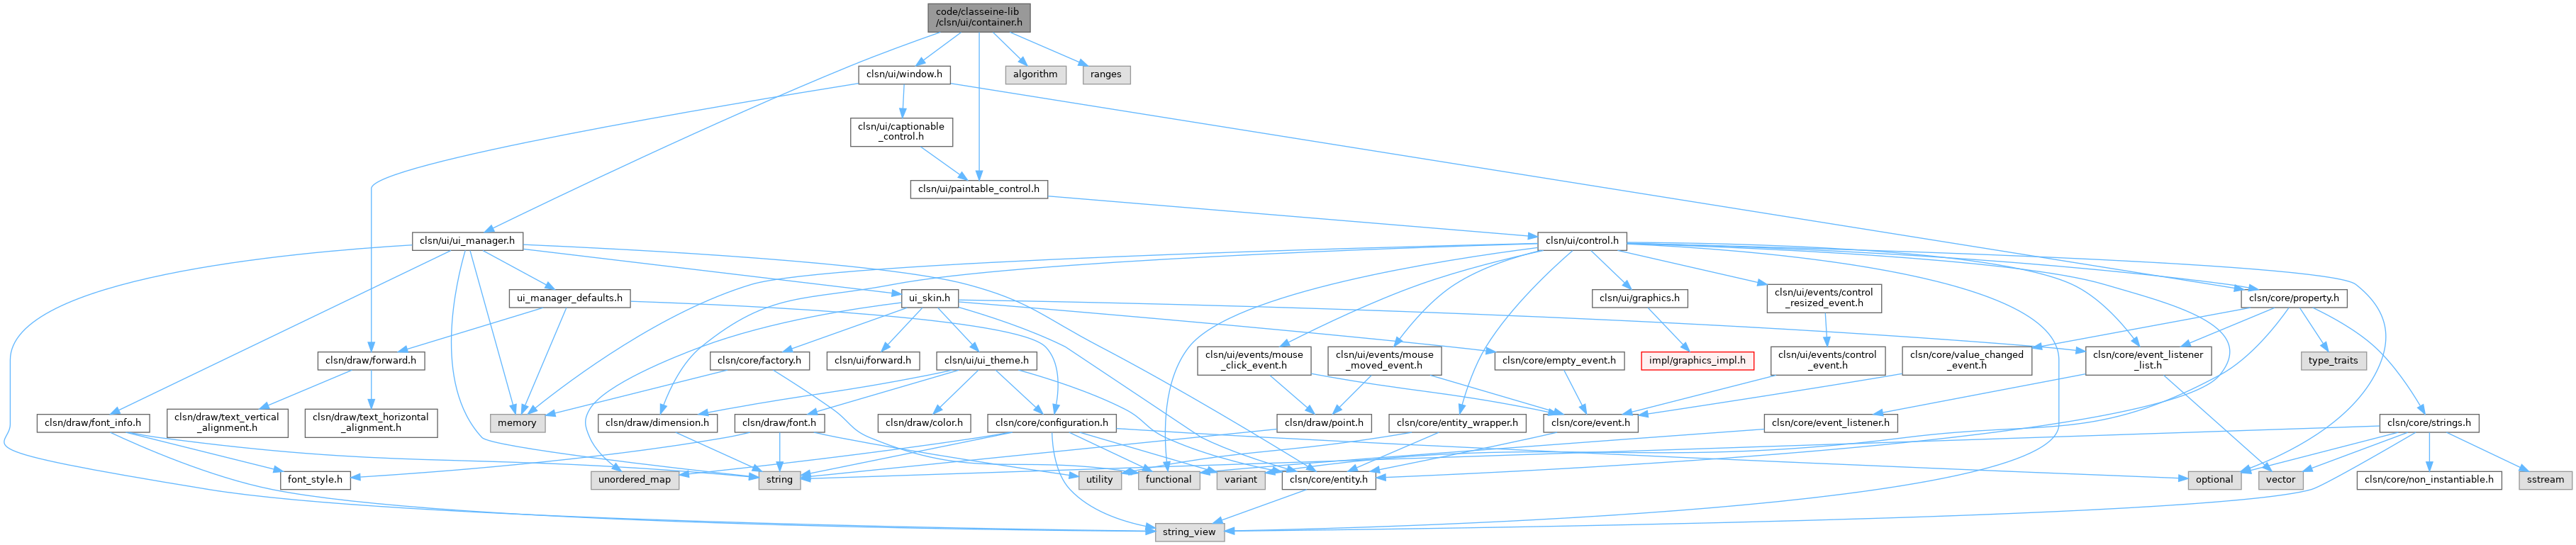 code/classeine-lib
/clsn/ui/container.h
clsn/ui/window.h
algorithm
ranges
clsn/ui/captionable
_control.h
clsn/ui/paintable_control.h
clsn/ui/ui_manager.h
clsn/ui/control.h
ui_manager_defaults.h
ui_skin.h
clsn/ui/graphics.h
clsn/ui/events/control
_resized_event.h
clsn/core/property.h
clsn/draw/forward.h
clsn/core/factory.h
clsn/ui/forward.h
clsn/ui/ui_theme.h
clsn/ui/events/mouse
_click_event.h
clsn/ui/events/mouse
_moved_event.h
clsn/core/empty_event.h
impl/graphics_impl.h
clsn/ui/events/control
_event.h
clsn/core/value_changed
_event.h
clsn/core/event_listener
_list.h
type_traits
clsn/draw/font_info.h
clsn/draw/text_vertical
_alignment.h
clsn/draw/text_horizontal
_alignment.h
memory
clsn/draw/dimension.h
clsn/draw/font.h
clsn/draw/color.h
clsn/core/configuration.h
clsn/draw/point.h
clsn/core/entity_wrapper.h
clsn/core/event.h
clsn/core/event_listener.h
clsn/core/strings.h
font_style.h
unordered_map
string
utility
functional
variant
clsn/core/entity.h
optional
vector
clsn/core/non_instantiable.h
sstream
string_view